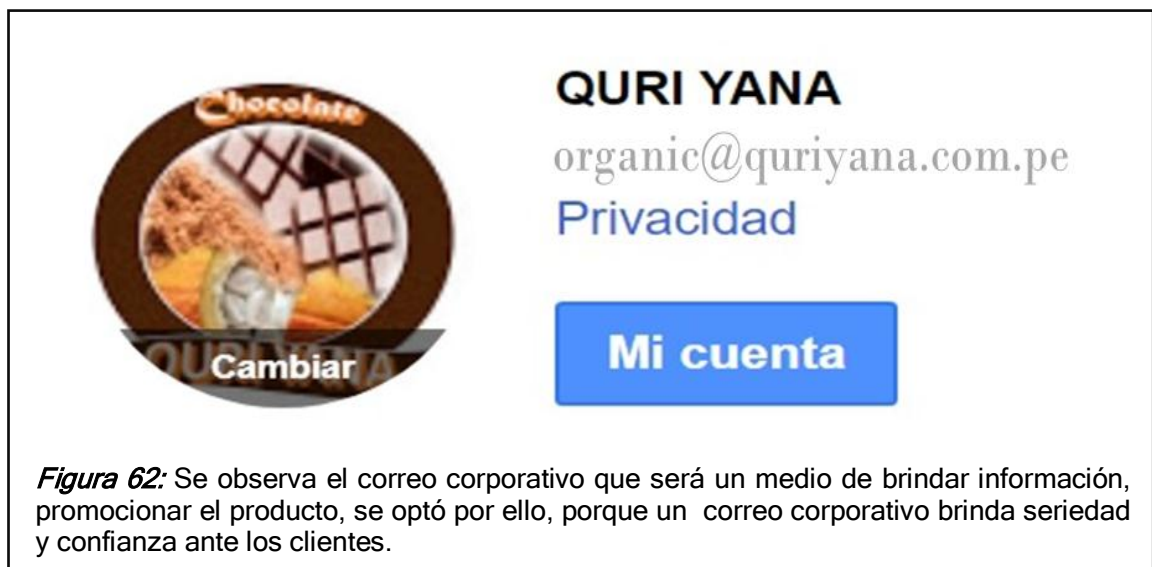 Chocolate
QURI YANA
Cambiar
QURI YANA
organic@quriyana.com.pe
Privacidad
Mi cuenta
Figura 62: Se observa el correo corporativo que será un medio de brindar información,
promocionar el producto, se optó por ello, porque un correo corporativo brinda seriedad
y confianza ante los clientes.